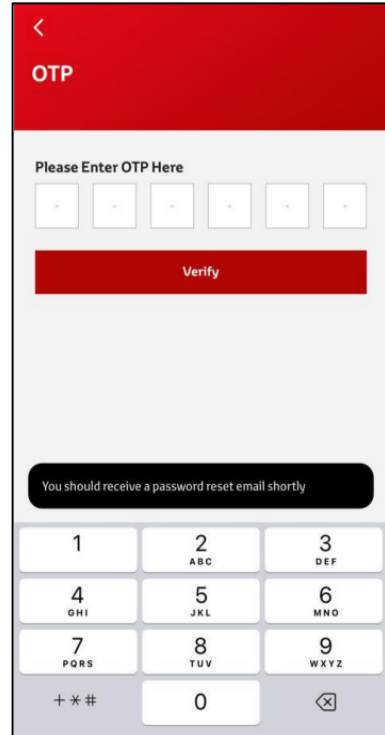 OTP
Please Enter OTP Here
Verify
You should receive a password reset email shortly
1 2 3
ABC DEF
4 5 6
GHI JKL MNO
7 8 9
PQRS TUV WXYZ
+*# 0